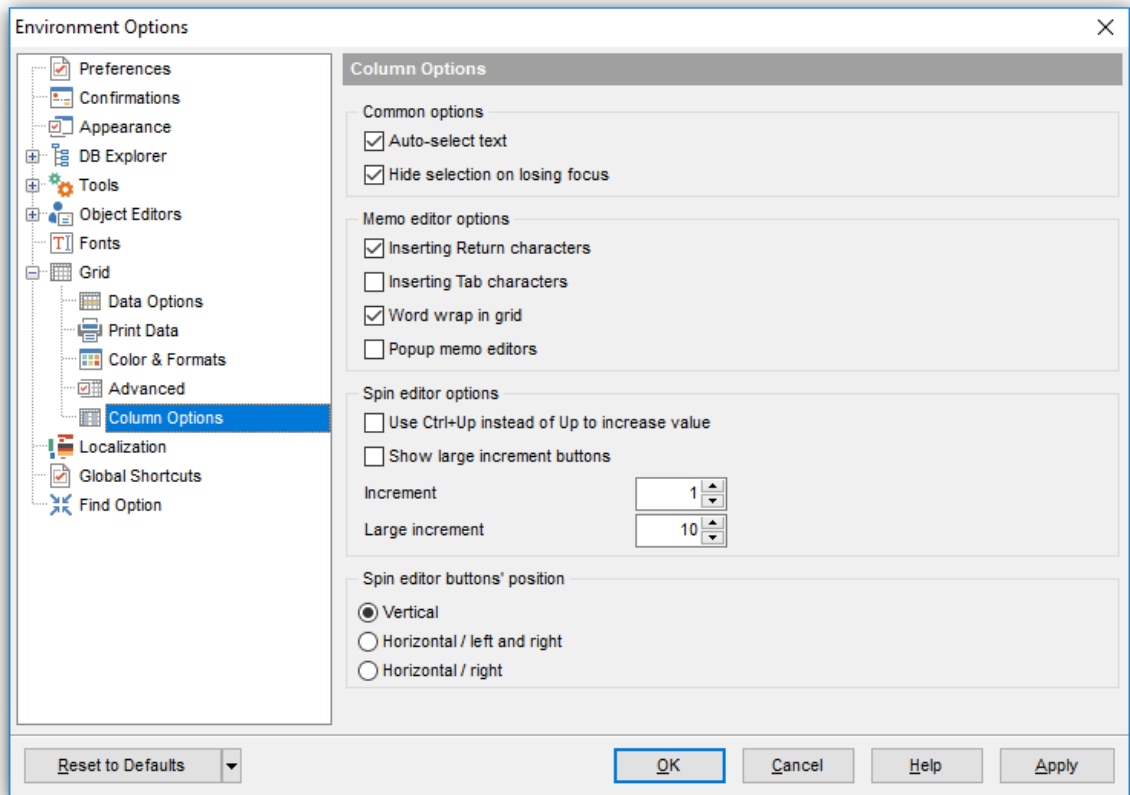 Environment Options
Preferences
Confirmations
Appearance
DB Explorer
Tools
Object Editors
Fonts
Grid
Data Options
Print Data
Color & Formats
Advanced
Column Options
Localization
Global Shortcuts
Find Option
Column Options
Common options
Auto-select text
Hide selection on losing focus
Memo editor options
Inserting Return characters
Inserting Tab characters
Word wrap in grid
Popup memo editors
Spin editor options
Use Ctrl+Up instead of Up to increase value
Show large increment buttons
Increment 1
Large increment 10
Spin editor buttons' position
Vertical
Horizontal / left and right
Horizontal / right
Reset to Defaults OK Cancel Help Apply